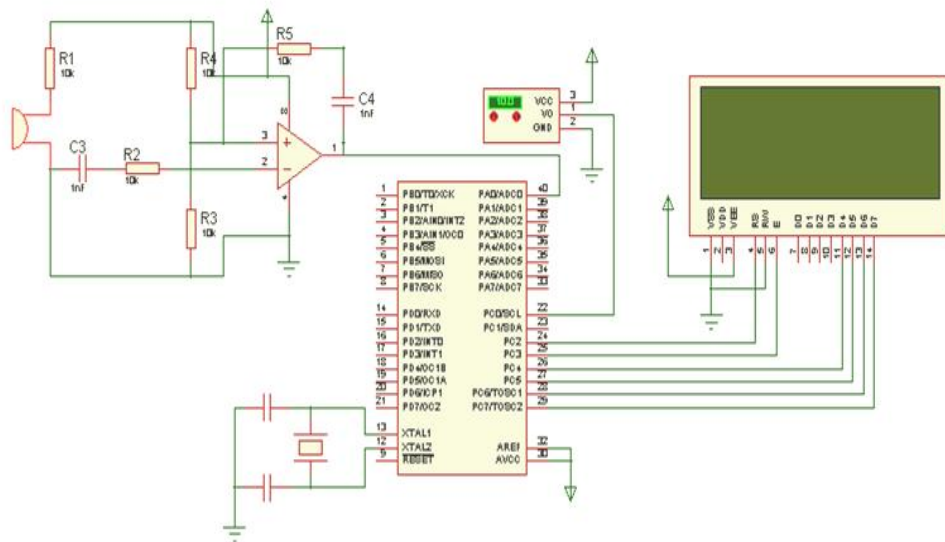 R1
10k
R4
10k
R5
10k
C4
1nF
C3
1nF
R2
10k
R3
10k
3
2
1
8
4
VCC
VO
GND
3
1
2
1 PB0/T0/XCK
2 PB1/T1
3 PB2/AIN0/INT2
4 PB3/AIN1/OC0
5 PB4/SS
6 PB5/MOSI
7 PB6/MISO
8 PB7/SCK
14 PD0/RXD
15 PD1/TXD
16 PD2/INT0
17 PD3/INT1
18 PD4/OC1B
19 PD5/OC1A
20 PD6/ICP1
21 PD7/OC2
13 XTAL1
12 XTAL2
9 RESET
PA0/ADC0 40
PA1/ADC1 39
PA2/ADC2 38
PA3/ADC3 37
PA4/ADC4 36
PA5/ADC5 35
PA6/ADC6 34
PA7/ADC7 33
PC0/SCL 22
PC1/SDA 23
PC2 24
PC3 25
PC4 26
PC5 27
PC6/TOSC1 28
PC7/TOSC2 29
AREF 32
AVCC 30
VSS VDD VEE RS RW E D0 D1 D2 D3 D4 D5 D6 D7
1 2 3 4 5 6 7 8 9 10 11 12 13 14